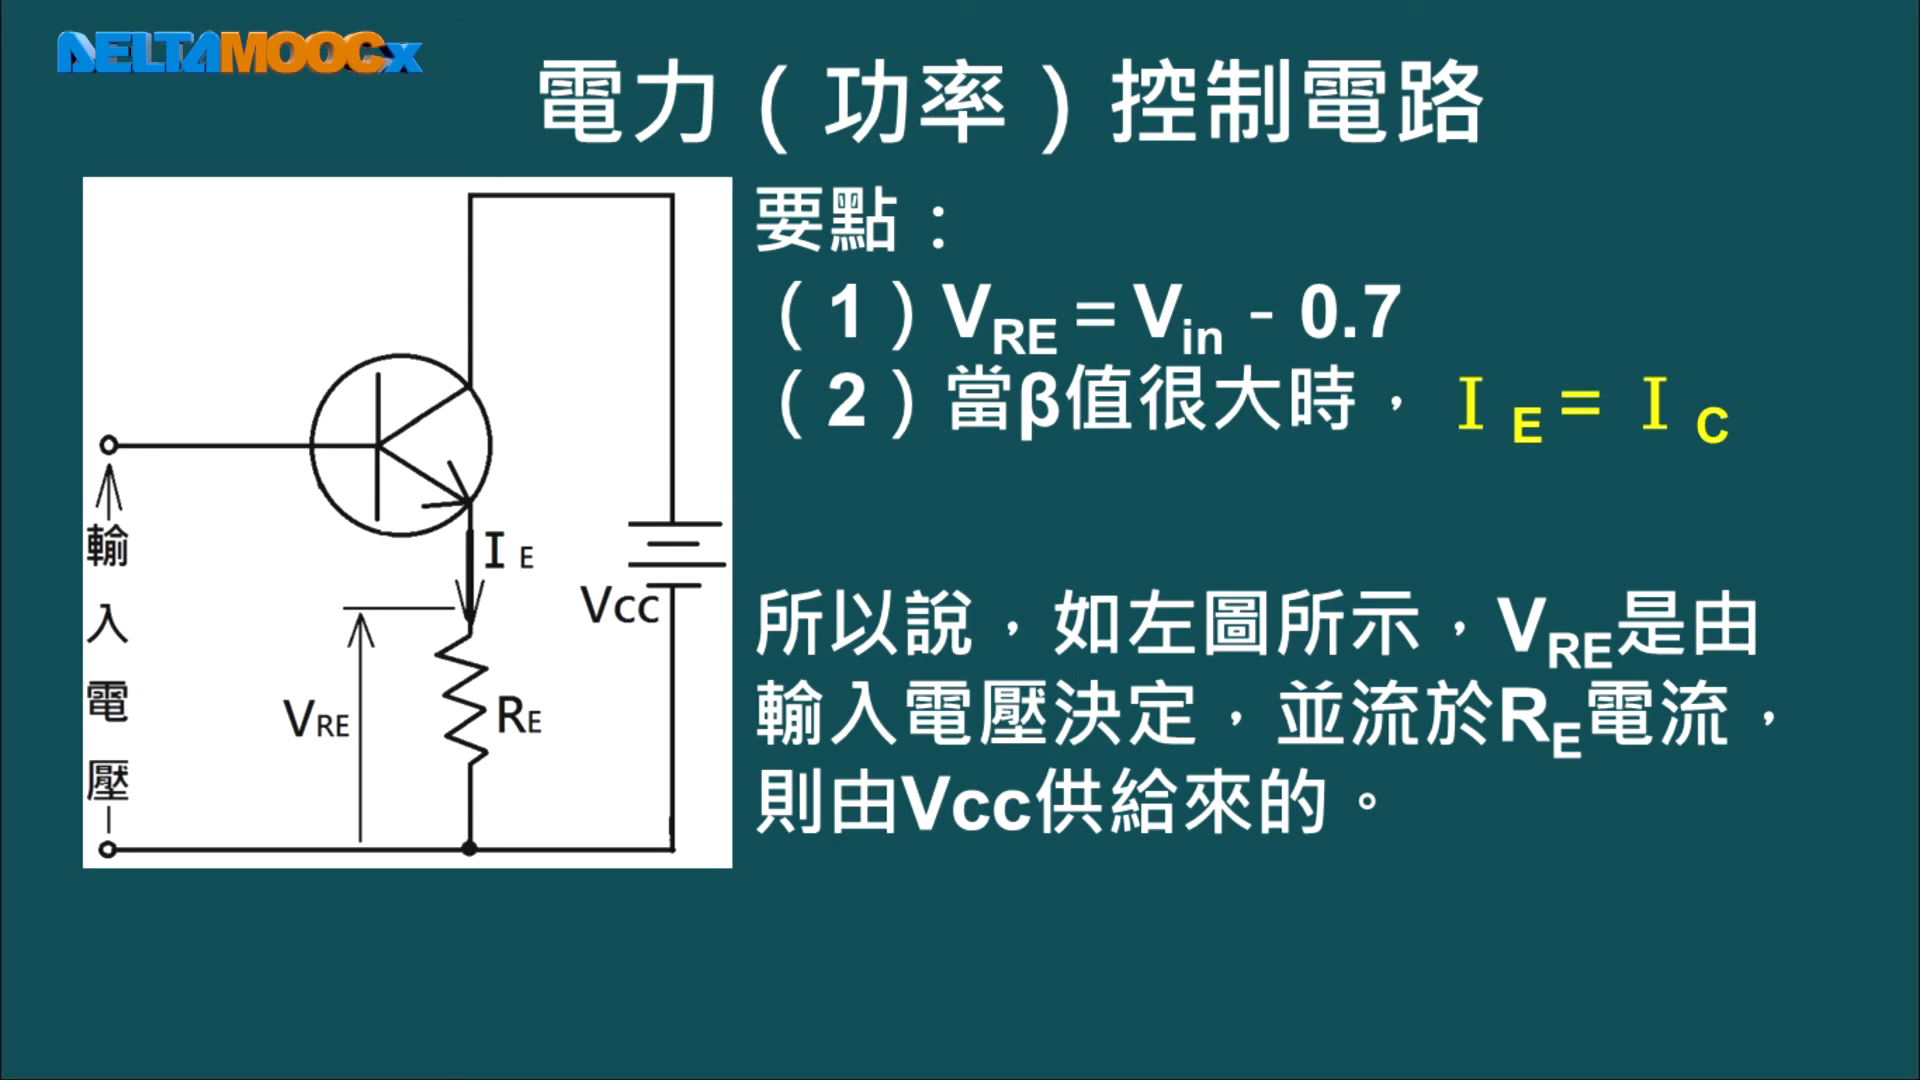 DELTAMOOCx
電力(功率)控制電路
要點：
(1) VRE = Vin - 0.7
(2) 當β值很大時，ＩE = ＩC
所以說，如左圖所示，VRE是由
輸入電壓決定，並流於RE電流，
則由Vcc供給來的。
輸入電壓
IE
Vcc
VRE
RE